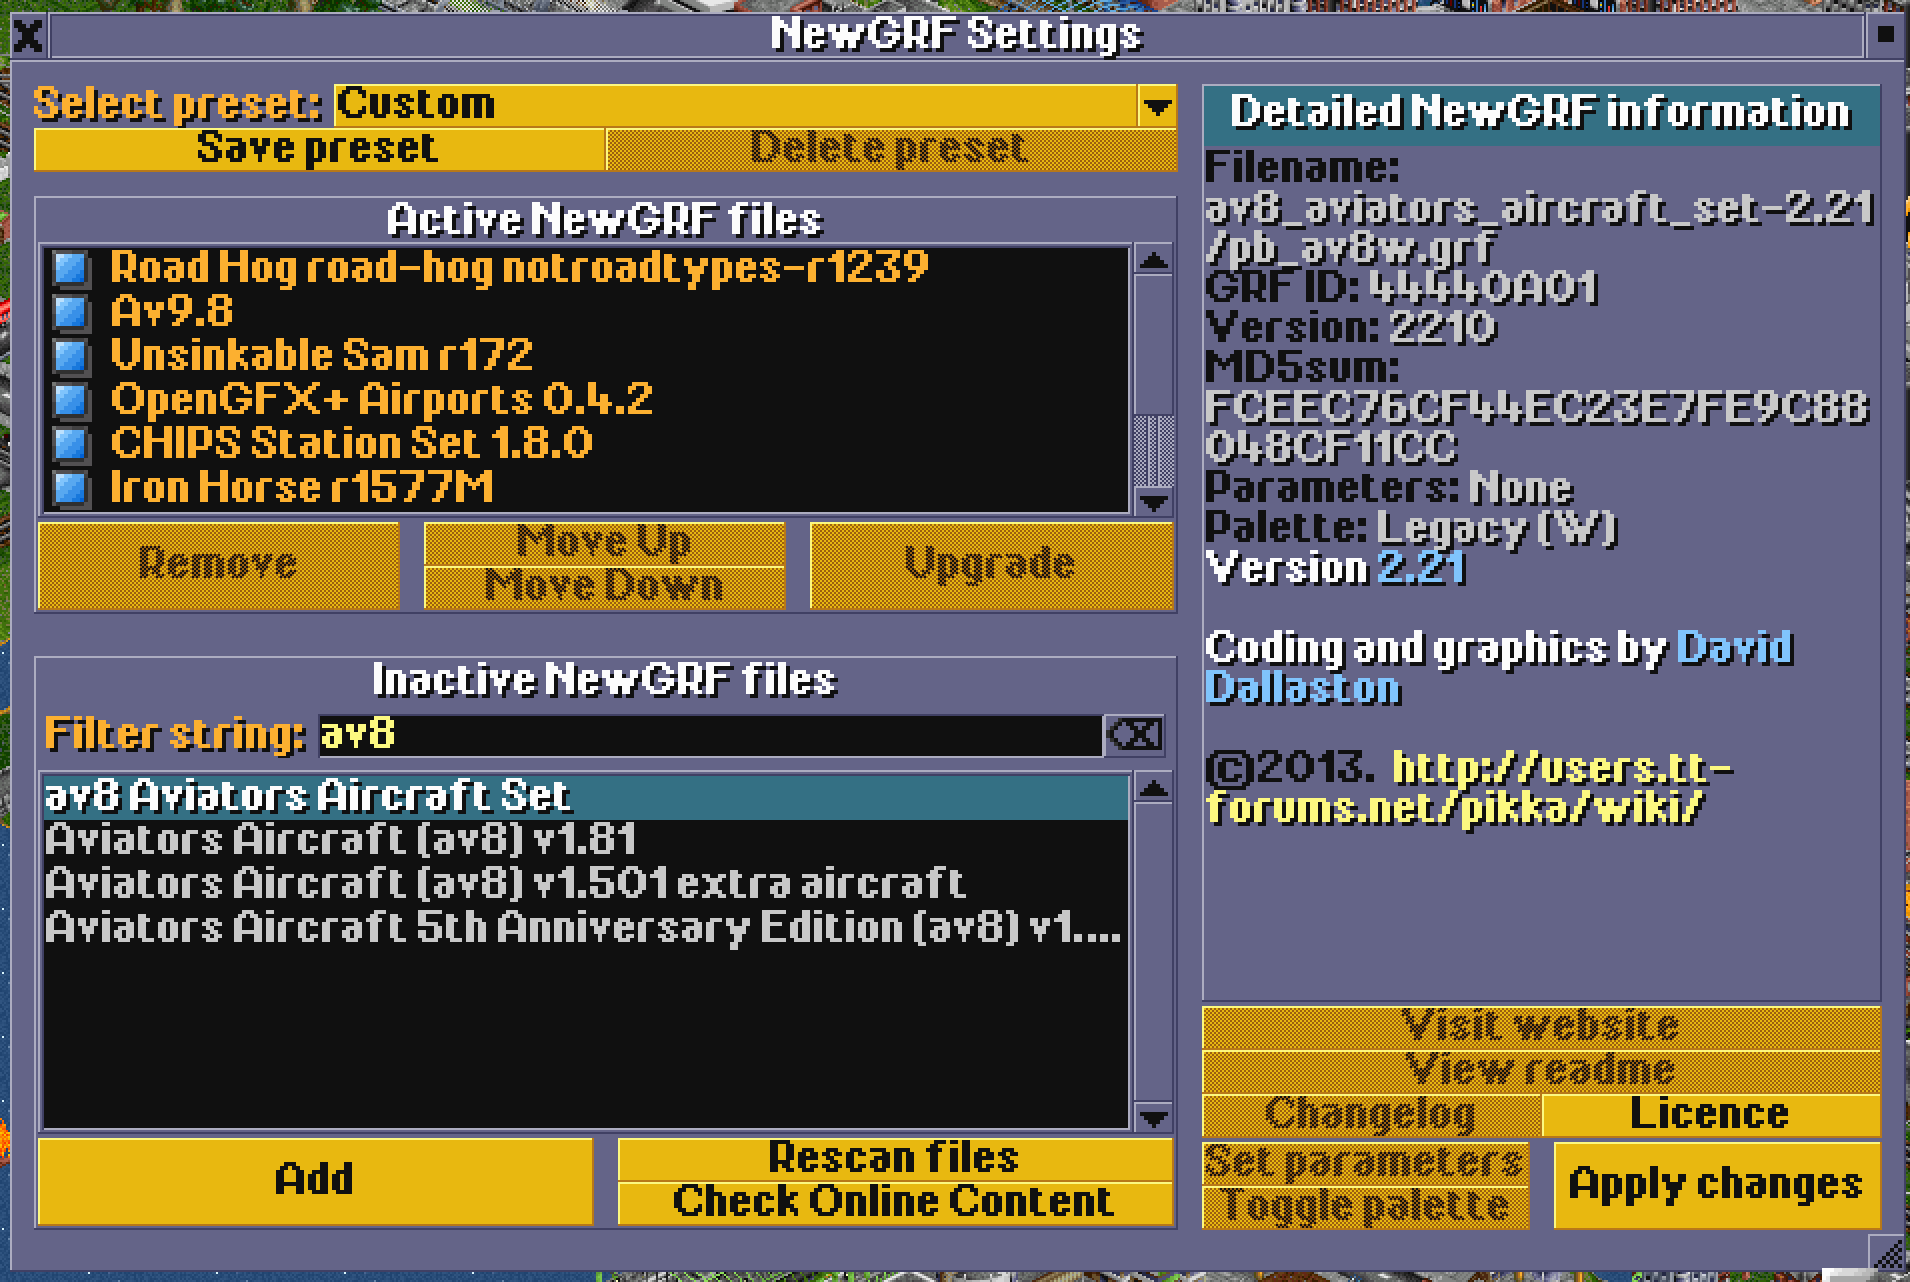 NewGRF Settings
Select preset: Custom
Save preset
Delete preset
Active NewGRF files
Road Hog road-hog notroadtypes-r1239
Av9.8
Unsinkable Sam r172
OpenGFX+ Airports 0.4.2
CHIPS Station Set 1.8.0
Iron Horse r1577M
Remove
Move Up
Move Down
Upgrade
Inactive NewGRF files
Filter string: av8
av8 Aviators Aircraft Set
Aviators Aircraft (av8) v1.81
Aviators Aircraft (av8) v1.501 extra aircraft
Aviators Aircraft 5th Anniversary Edition (av8) v1....
Add
Rescan files
Check Online Content
Detailed NewGRF information
Filename:
av8_aviators_aircraft_set-2.21
/pb_av8w.grf
GRF ID: 44440A01
Version: 2210
MD5sum:
FCEEC76CF44EC23E7FE9C88
048CF11CC
Parameters: None
Palette: Legacy (W)
Version 2.21
Coding and graphics by David
Dallaston
©2013. http://users.tt-
forums.net/pikka/wiki/
Visit website
View readme
Changelog
Licence
Set parameters
Toggle palette
Apply changes